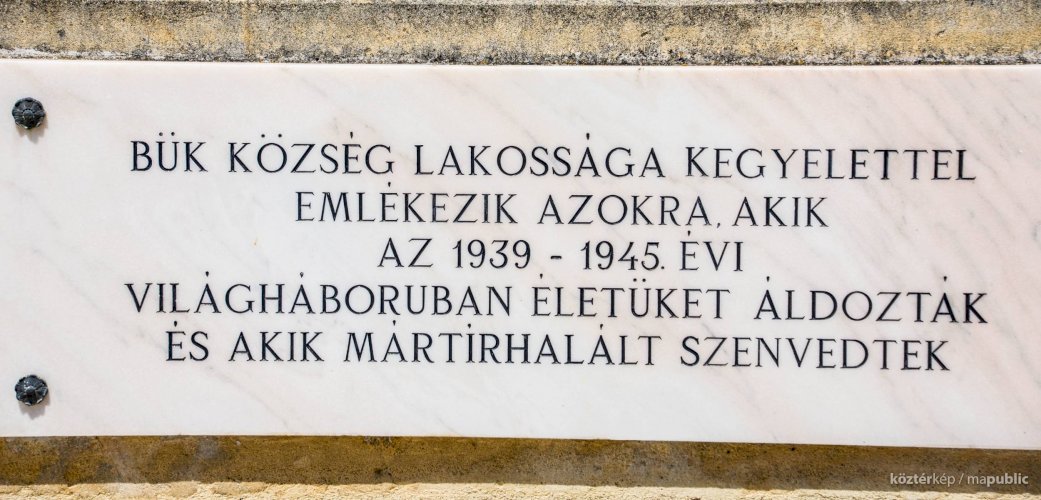 BÜK KÖZSÉG LAKOSSÁGA KEGYELETTEL
EMLÉKEZIK AZOKRA, AKIK
AZ 1939 - 1945. ÉVI
VILÁGHÁBORUBAN ÉLETÜKET ÁLDOZTÁK
ÉS AKIK MÁRTÍRHALÁLT SZENVEDTEK
köztérkép / mapublic